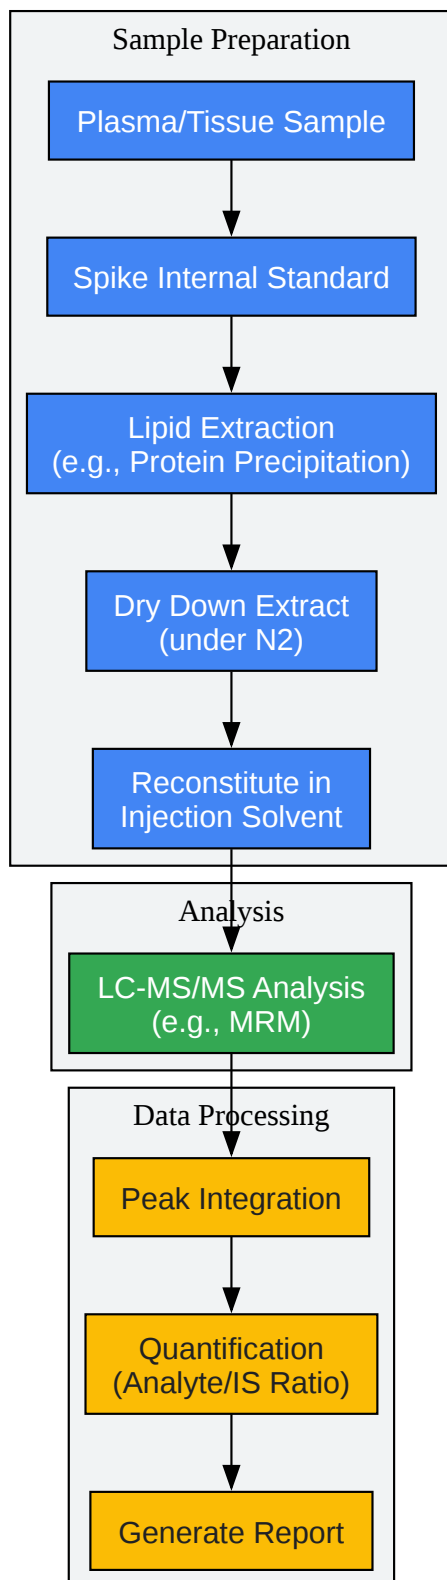 Sample Preparation
Plasma/Tissue Sample
Spike Internal Standard
Lipid Extraction
(e.g., Protein Precipitation)
Dry Down Extract
(under N2)
Reconstitute in
Injection Solvent
Analysis
LC-MS/MS Analysis
(e.g., MRM)
Data Processing
Peak Integration
Quantification
(Analyte/IS Ratio)
Generate Report